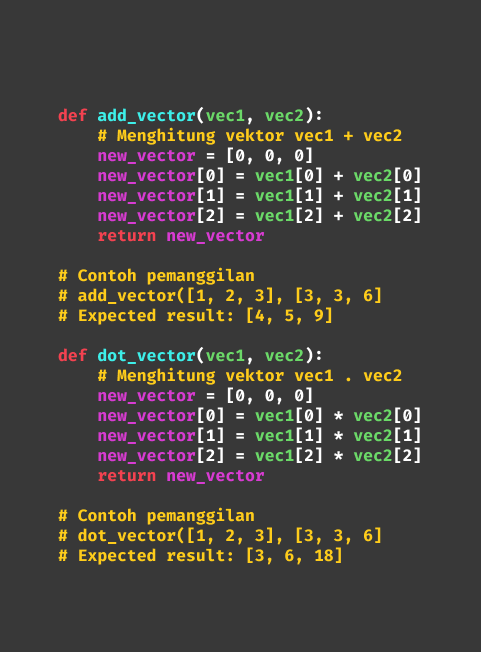 def add_vector(vec1, vec2):
    # Menghitung vektor vec1 + vec2
    new_vector = [0, 0, 0]
    new_vector[0] = vec1[0] + vec2[0]
    new_vector[1] = vec1[1] + vec2[1]
    new_vector[2] = vec1[2] + vec2[2]
    return new_vector

# Contoh pemanggilan
# add_vector([1, 2, 3], [3, 3, 6]
# Expected result: [4, 5, 9]

def dot_vector(vec1, vec2):
    # Menghitung vektor vec1 . vec2
    new_vector = [0, 0, 0]
    new_vector[0] = vec1[0] * vec2[0]
    new_vector[1] = vec1[1] * vec2[1]
    new_vector[2] = vec1[2] * vec2[2]
    return new_vector

# Contoh pemanggilan
# dot_vector([1, 2, 3], [3, 3, 6]
# Expected result: [3, 6, 18]